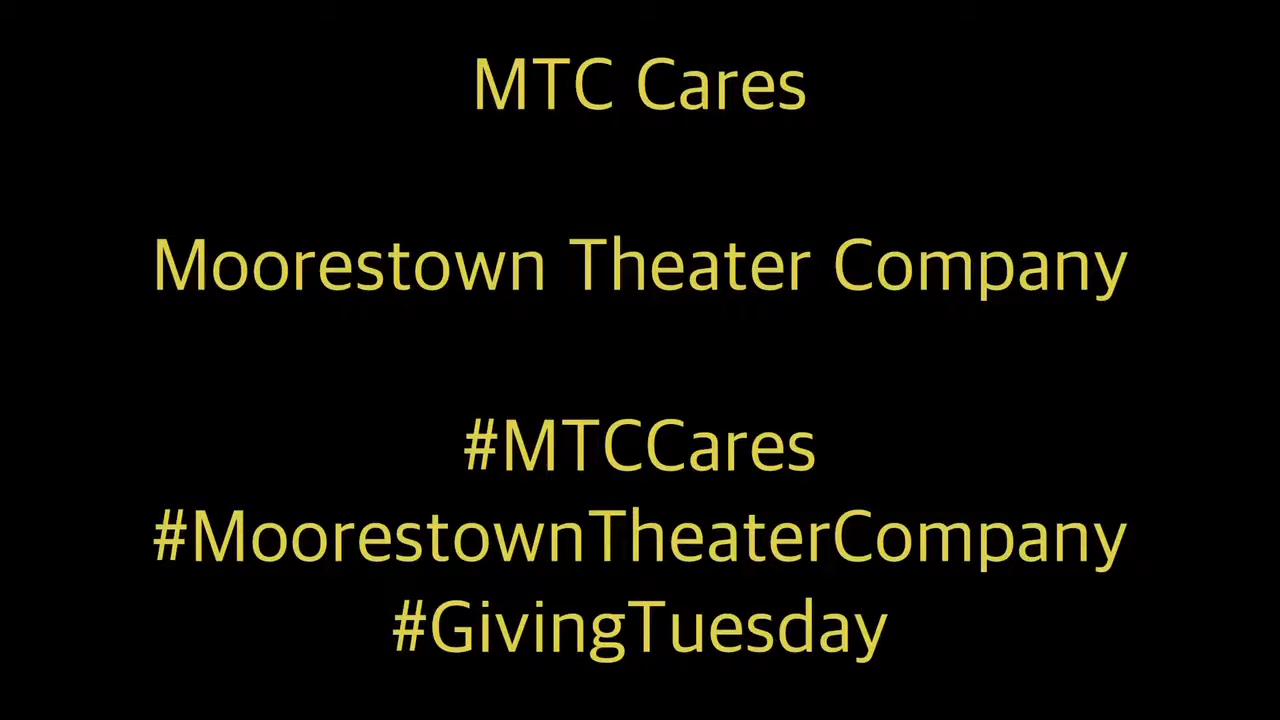 MTC Cares
Moorestown Theater Company
#MTCCares
#MoorestownTheaterCompany
#GivingTuesday